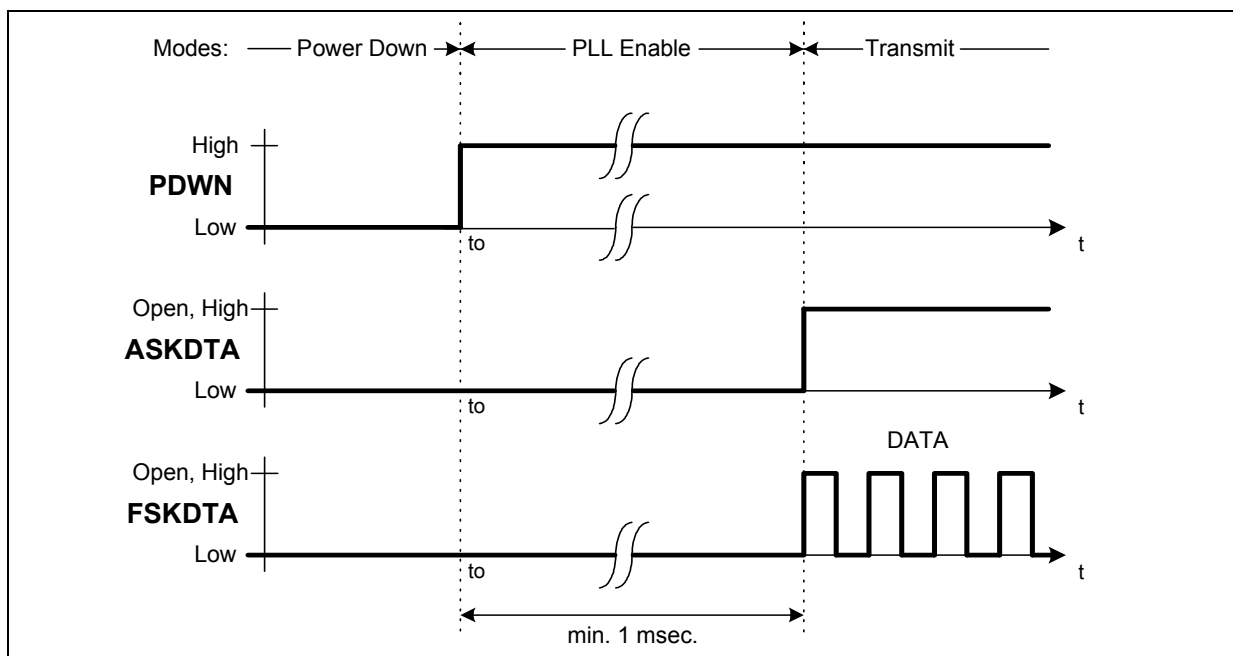 Modes: Power Down PLL Enable Transmit
High
PDWN
Low
to
t
Open, High
ASKDTA
Low
to
t
DATA
Open, High
FSKDTA
Low
to
t
min. 1 msec.